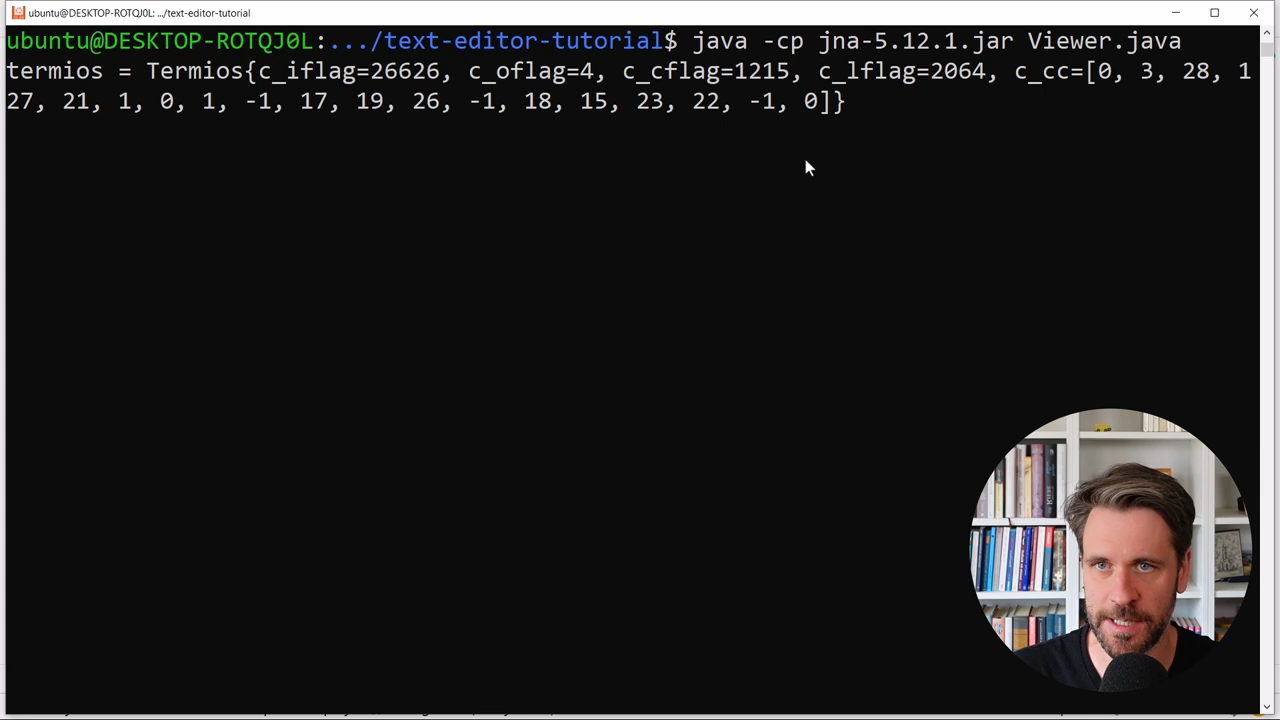 ubuntu@DESKTOP-ROTQJ0L: .../text-editor-tutorial
ubuntu@DESKTOP-ROTQJ0L:.../text-editor-tutorial$ java -cp jna-5.12.1.jar Viewer.java
termios = Termios{c_iflag=26626, c_oflag=4, c_cflag=1215, c_lflag=2064, c_cc=[0, 3, 28, 1
27, 21, 1, 0, 1, -1, 17, 19, 26, -1, 18, 15, 23, 22, -1, 0]}